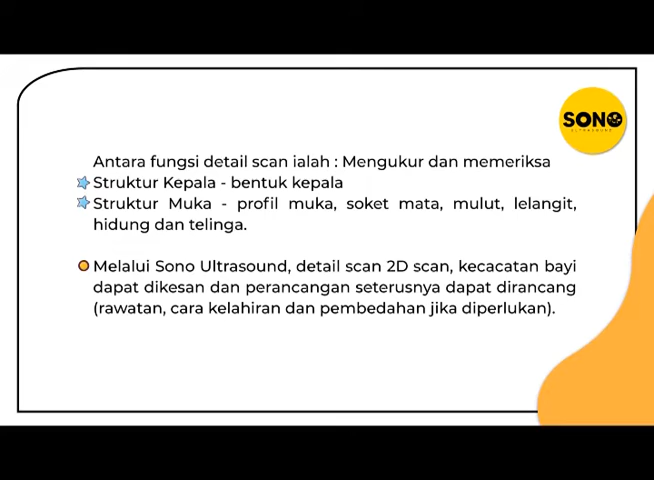 SONO
ULTRASOUND
Antara fungsi detail scan ialah : Mengukur dan memeriksa
Struktur Kepala - bentuk kepala
Struktur Muka - profil muka, soket mata, mulut, lelangit,
hidung dan telinga.
Melalui Sono Ultrasound, detail scan 2D scan, kecacatan bayi
dapat dikesan dan perancangan seterusnya dapat dirancang
(rawatan, cara kelahiran dan pembedahan jika diperlukan).